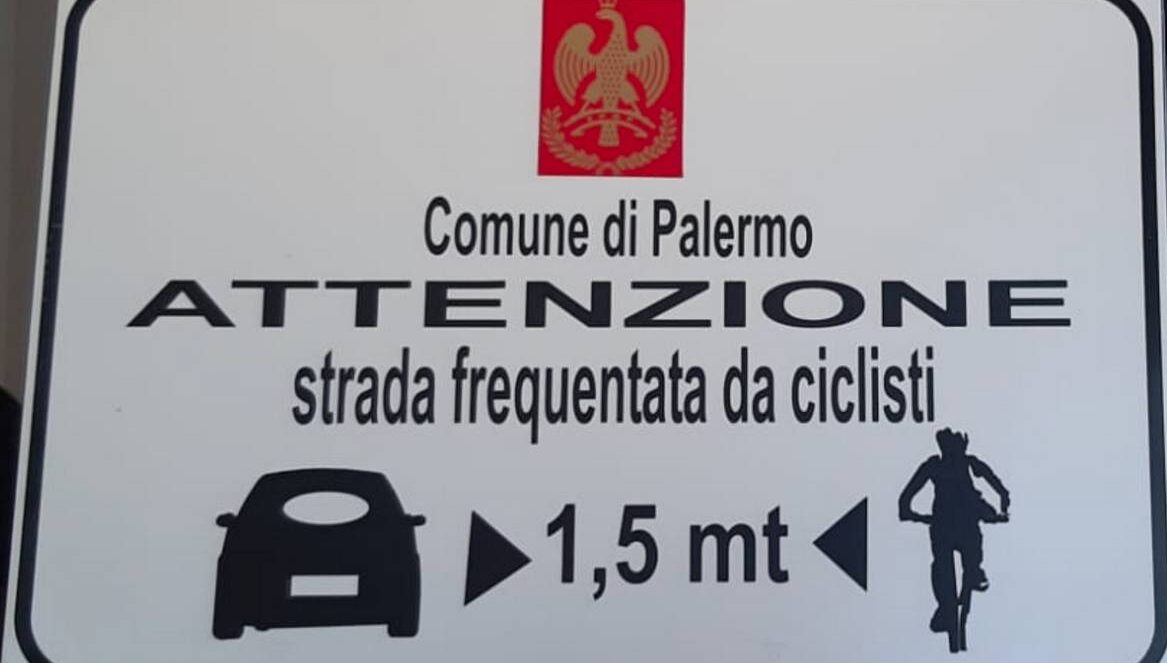 Comune di Palermo
ATTENZIONE
strada frequentata da ciclisti
1,5 mt